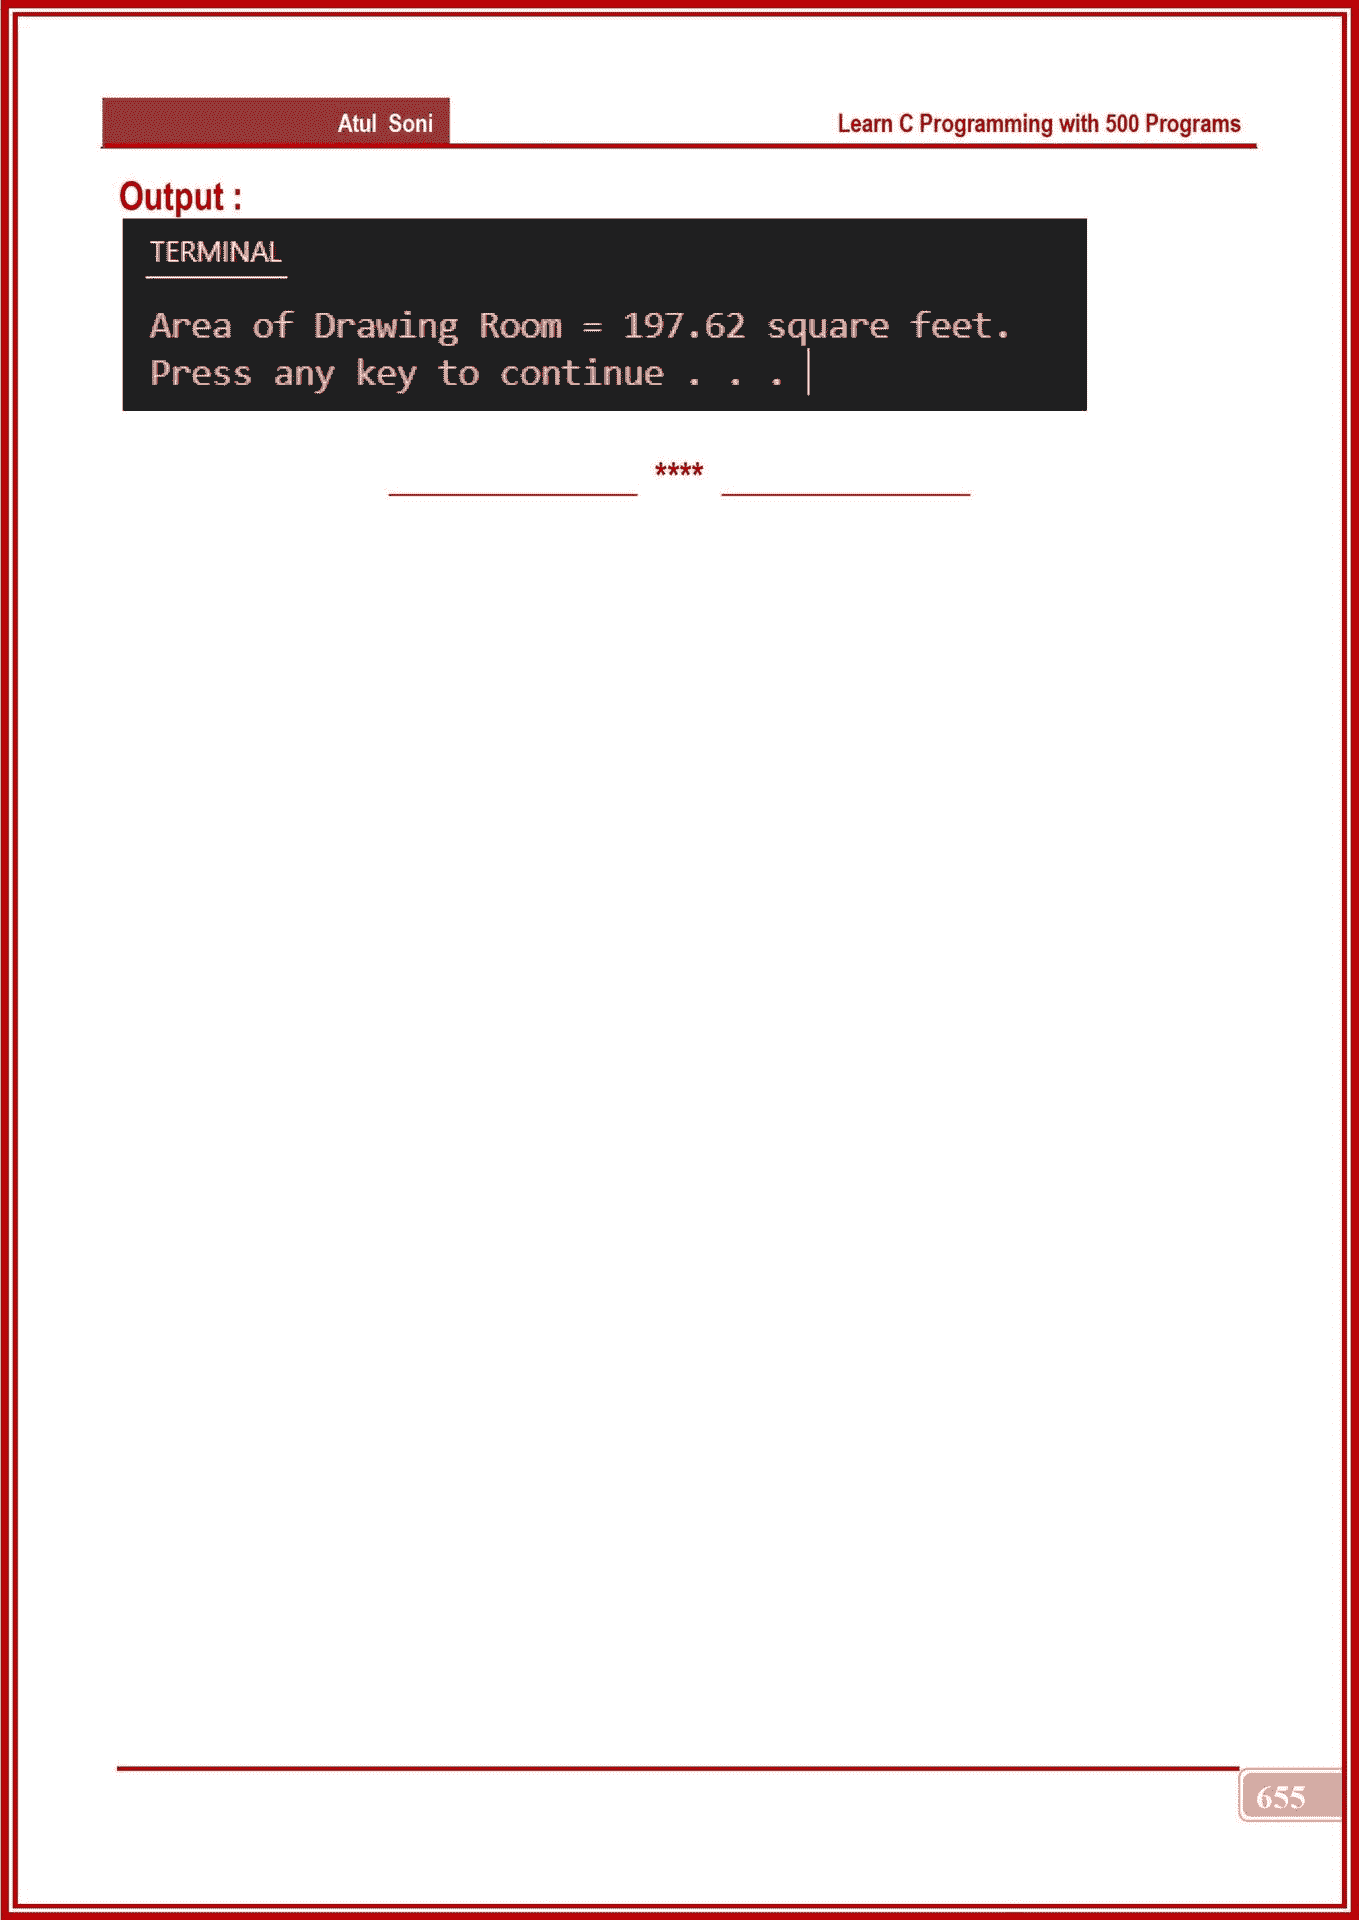 Atul Soni
Learn C Programming with 500 Programs
Output :
TERMINAL
Area of Drawing Room = 197.62 square feet.
Press any key to continue . . .
****
655